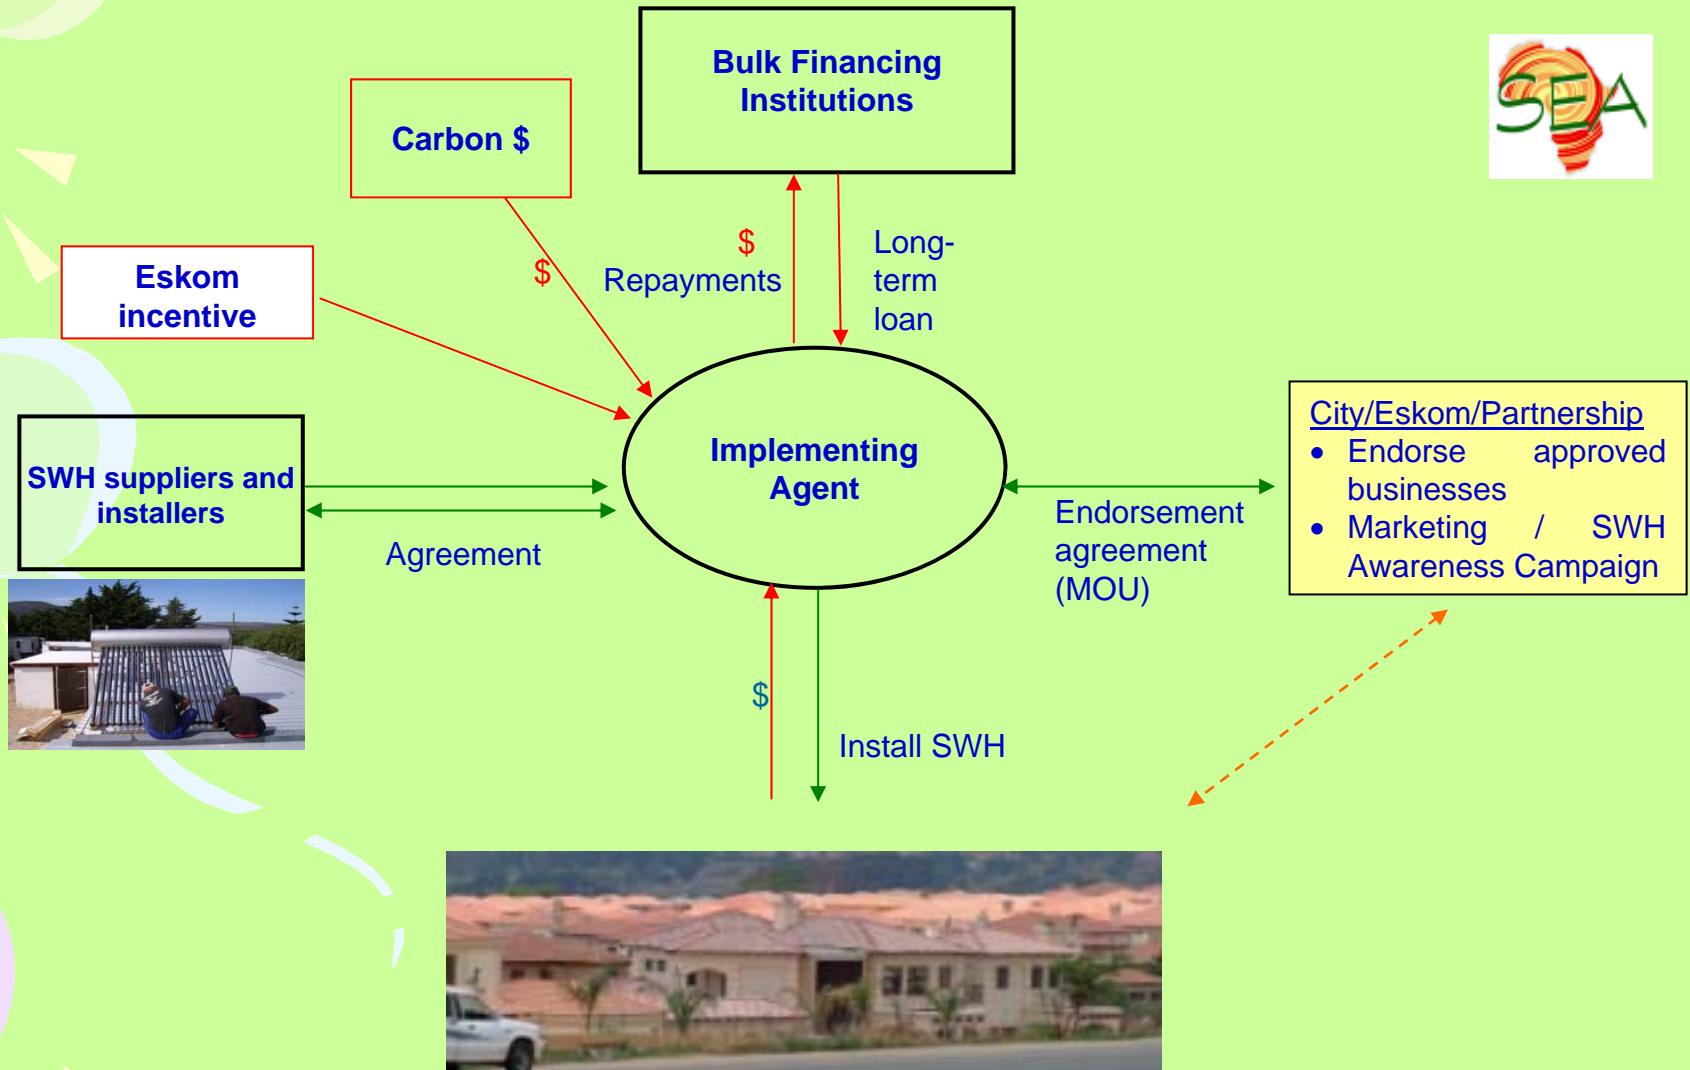 Bulk Financing
Institutions
SEA
Carbon $
$
Repayments
Long-
term
loan
$
Eskom
incentive
SWH suppliers and
installers
Agreement
Implementing
Agent
Endorsement
agreement
(MOU)
City/Eskom/Partnership
• Endorse approved
businesses
• Marketing / SWH
Awareness Campaign
$
Install SWH